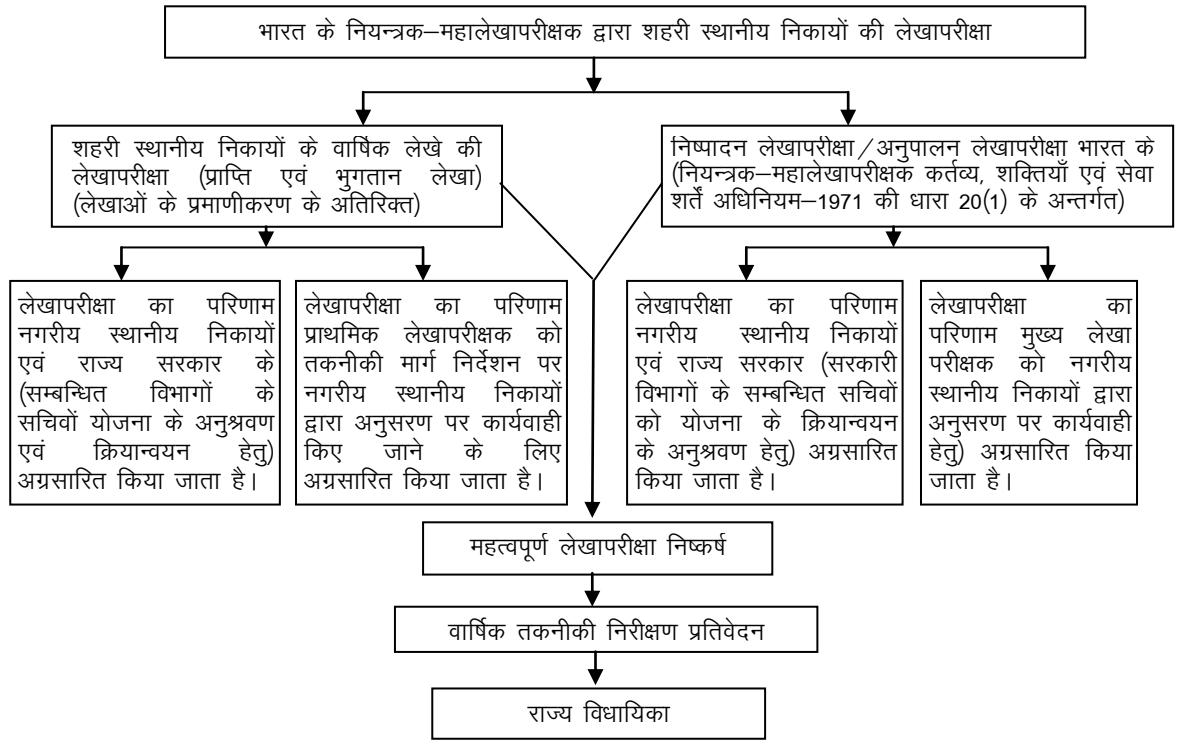 भारत के नियन्त्रक–महालेखापरीक्षक द्वारा शहरी स्थानीय निकायों की लेखापरीक्षा
शहरी स्थानीय निकायों के वार्षिक लेखे की
लेखापरीक्षा (प्राप्ति एवं भुगतान लेखा)
(लेखाओं के प्रमाणीकरण के अतिरिक्त)
निष्पादन लेखापरीक्षा/अनुपालन लेखापरीक्षा भारत के
(नियन्त्रक–महालेखापरीक्षक कर्तव्य, शक्तियाँ एवं सेवा
शर्तें अधिनियम–1971 की धारा 20(1) के अन्तर्गत)
लेखापरीक्षा का परिणाम
नगरीय स्थानीय निकायों
एवं राज्य सरकार के
(सम्बन्धित विभागों के
सचिवों योजना के अनुश्रवण
एवं क्रियान्वयन हेतु)
अग्रसारित किया जाता है।
लेखापरीक्षा का परिणाम
प्राथमिक लेखापरीक्षक को
तकनीकी मार्ग निर्देशन पर
नगरीय स्थानीय निकायों
द्वारा अनुसरण पर कार्यवाही
किए जाने के लिए
अग्रसारित किया जाता है।
लेखापरीक्षा का परिणाम
नगरीय स्थानीय निकायों
एवं राज्य सरकार (सरकारी
विभागों के सम्बन्धित सचिवों
को योजना के क्रियान्वयन
के अनुश्रवण हेतु) अग्रसारित
किया जाता है।
लेखापरीक्षा का
परिणाम मुख्य लेखा
परीक्षक को नगरीय
स्थानीय निकायों द्वारा
अनुसरण पर कार्यवाही
हेतु) अग्रसारित किया
जाता है।
महत्वपूर्ण लेखापरीक्षा निष्कर्ष
वार्षिक तकनीकी निरीक्षण प्रतिवेदन
राज्य विधायिका